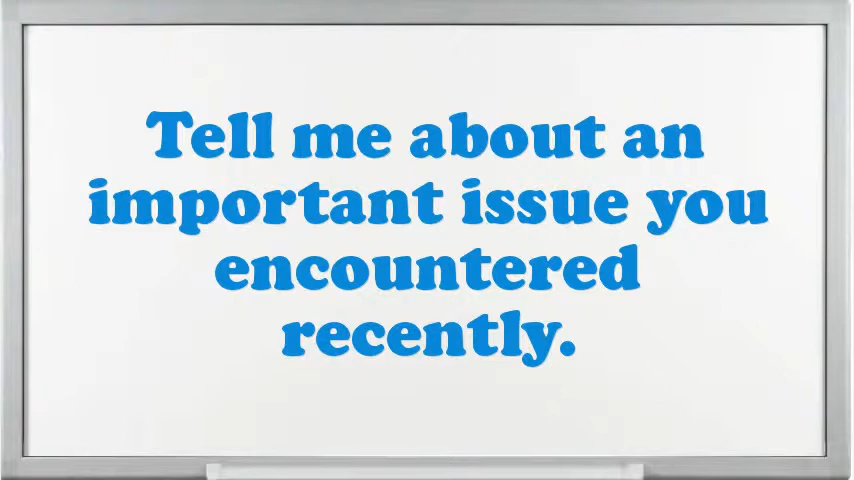 Tell me about an
important issue you
encountered
recently.